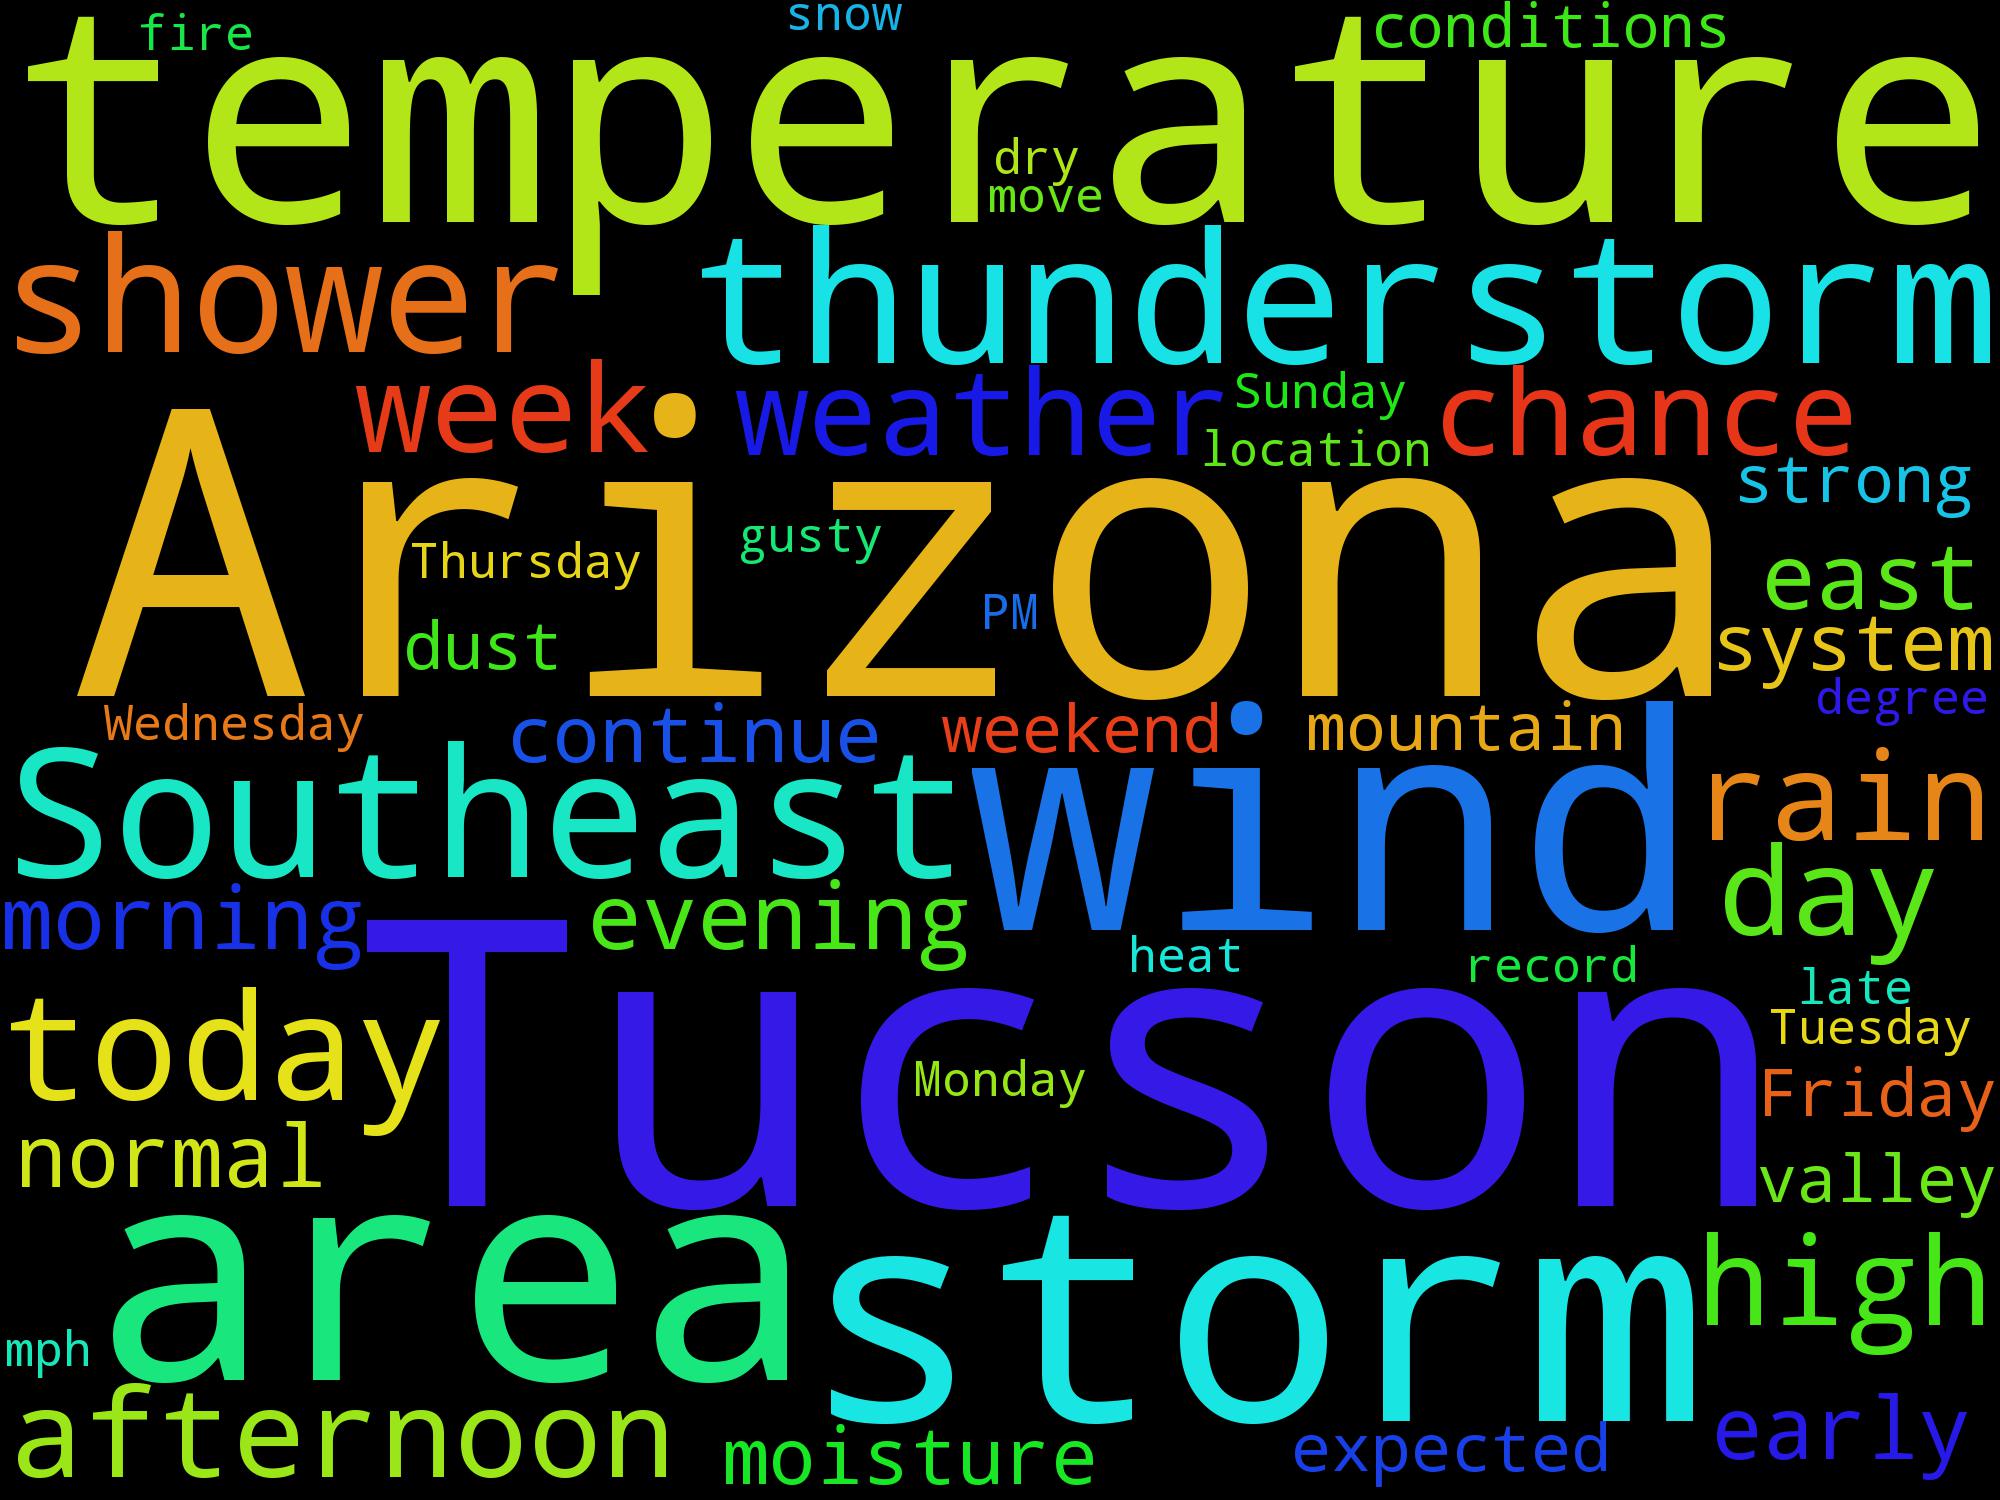 fire snow conditions
temperature
dry
move
shower thunderstorm
week weather Sunday chance
location
strong
Arizona
Thursday gusty
PM east
dust system
degree
Wednesday continue weekend mountain
Southeast wind rain
day
morning evening
heat record
late
today Tucson Tuesday
Monday Friday
normal valley
area storm high
mph
afternoon moisture expected early